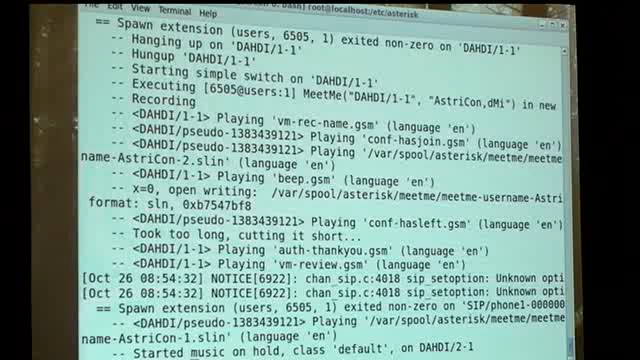 Edit View Terminal Help
root@localhost:/etc/asterisk
== Spawn extension (users, 6505, 1) exited non-zero on 'DAHDI/1-1'
-- Hanging up on 'DAHDI/1-1'
-- Hungup 'DAHDI/1-1'
-- Starting simple switch on 'DAHDI/1-1'
-- Executing [6505@users:1] MeetMe("DAHDI/1-1", "AstriCon,dMi") in new
-- Recording
-- <DAHDI/1-1> Playing 'vm-rec-name.gsm' (language 'en')
-- <DAHDI/pseudo-1383439121> Playing 'conf-hasjoin.gsm' (language 'en')
-- <DAHDI/pseudo-1383439121> Playing '/var/spool/asterisk/meetme/meetme
name-AstriCon-2.slin' (language 'en')
-- <DAHDI/1-1> Playing 'beep.gsm' (language 'en')
-- x=0, open writing: /var/spool/asterisk/meetme/meetme-username-Astri
format: sln, 0xb7547bf8
-- <DAHDI/pseudo-1383439121> Playing 'conf-hasleft.gsm' (language 'en')
-- Took too long, cutting it short...
-- <DAHDI/1-1> Playing 'auth-thankyou.gsm' (language 'en')
-- <DAHDI/1-1> Playing 'vm-review.gsm' (language 'en')
[Oct 26 08:54:32] NOTICE[6922]: chan_sip.c:4018 sip_setoption: Unknown opti
[Oct 26 08:54:32] NOTICE[6922]: chan_sip.c:4018 sip_setoption: Unknown opti
== Spawn extension (users, 6505, 1) exited non-zero on 'SIP/phone1-000000
-- <DAHDI/pseudo-1383439121> Playing '/var/spool/asterisk/meetme/meetme
name-AstriCon-1.slin' (language 'en')
-- Started music on hold, class 'default', on DAHDI/2-1